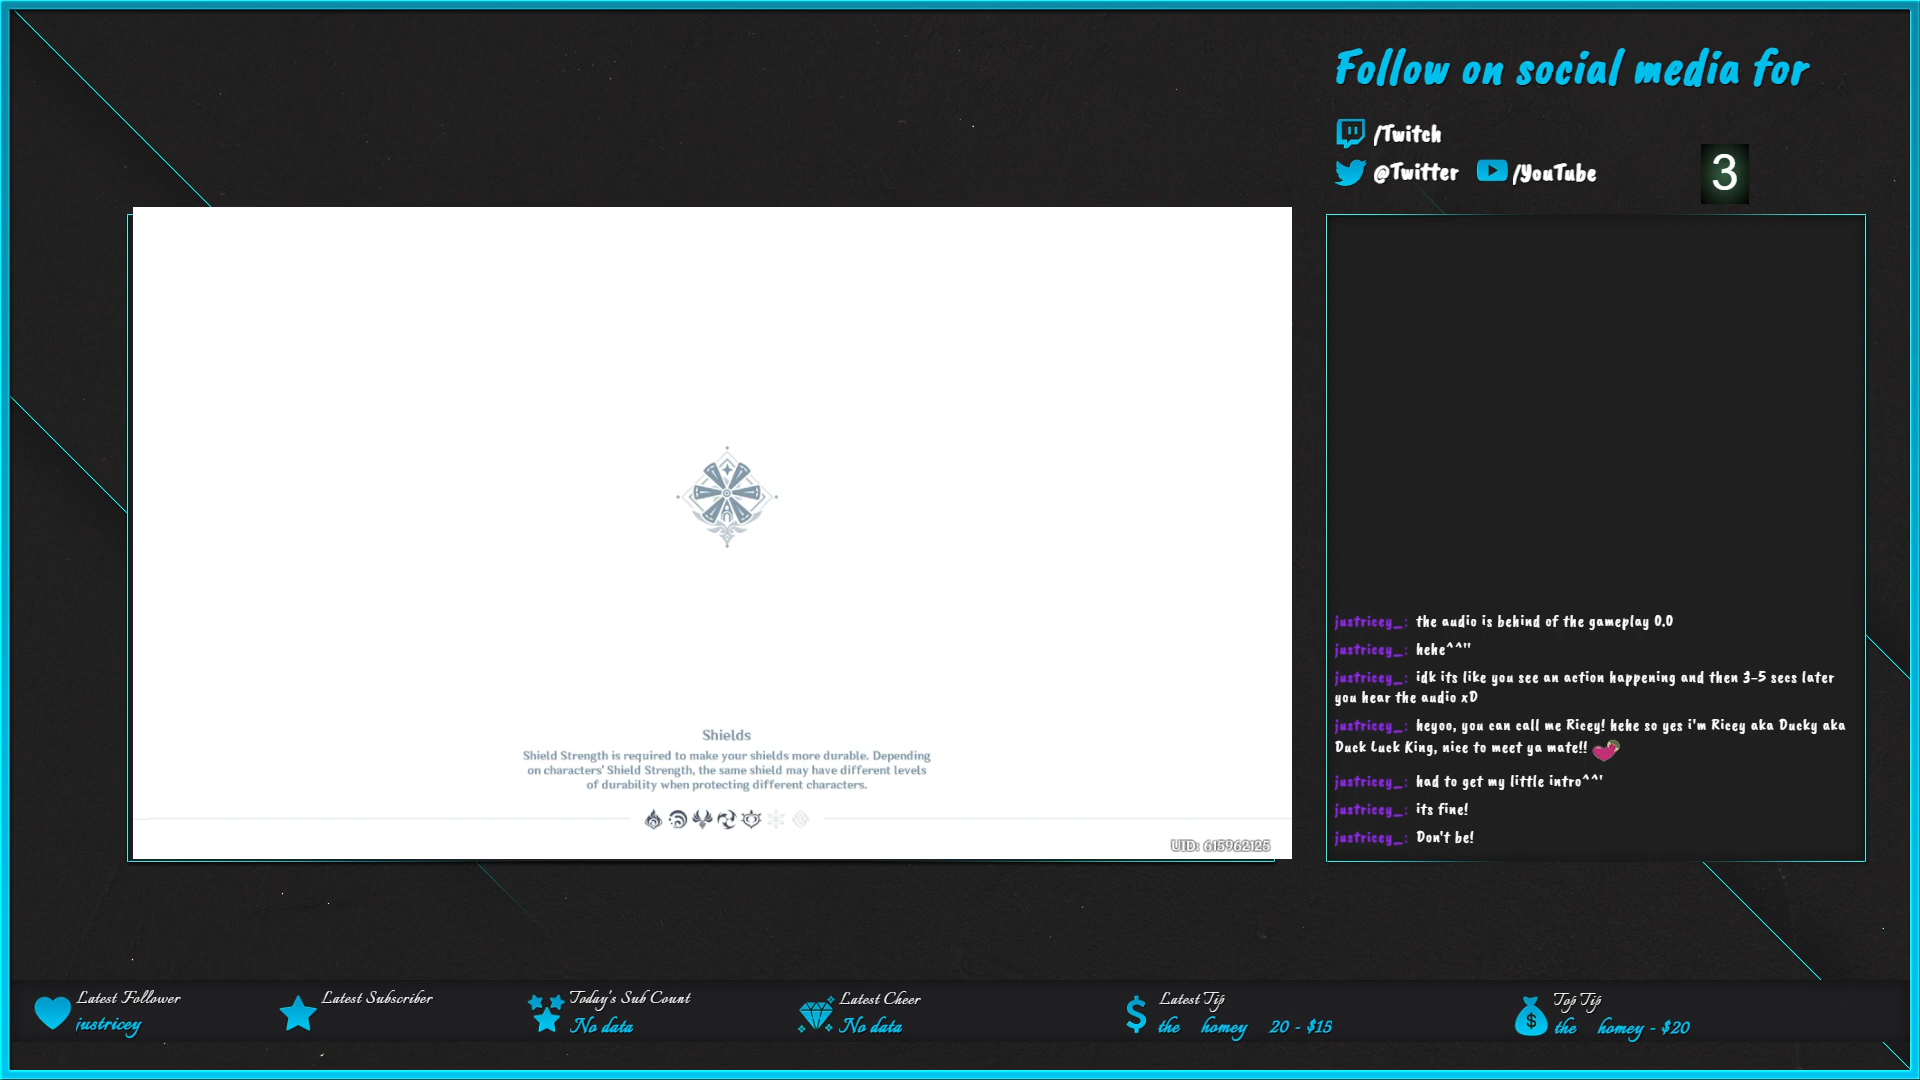 Follow on social media for
/Twitch
@Twitter /YouTube
3
Shields
Shield Strength is required to make your shields more durable. Depending
on characters' Shield Strength, the same shield may have different levels
of durability when protecting different characters.
UID: 615962125
justricey_: the audio is behind of the gameplay 0.0
justricey_: hehe^^"
justricey_: idk its like you see an action happening and then 3-5 secs later
you hear the audio xD
justricey_: heyoo, you can call me Ricey! hehe so yes i'm Ricey aka Ducky aka
Duck Luck King, nice to meet ya mate!!
justricey_: had to get my little intro^^'
justricey_: its fine!
justricey_: Don't be!
Latest Follower
justricey
Latest Subscriber
Today's Sub Count
No data
Latest Cheer
No data
Latest Tip
the homey 20 - $15
Top Tip
the homey - $20